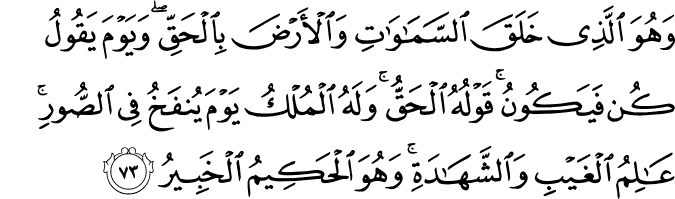 وَهُوَ ٱلَّذِى خَلَقَ ٱلسَّمَـٰوَٰتِ وَٱلْأَرْضَ بِٱلْحَقِّ ۖ وَيَوْمَ يَقُولُ
كُن فَيَكُونُ ۚ قَوْلُهُ ٱلْحَقُّ ۚ وَلَهُ ٱلْمُلْكُ يَوْمَ يُنفَخُ فِى ٱلصُّورِ ۚ
عَـٰلِمُ ٱلْغَيْبِ وَٱلشَّهَـٰدَةِ ۚ وَهُوَ ٱلْحَكِيمُ ٱلْخَبِيرُ ۝٧٣